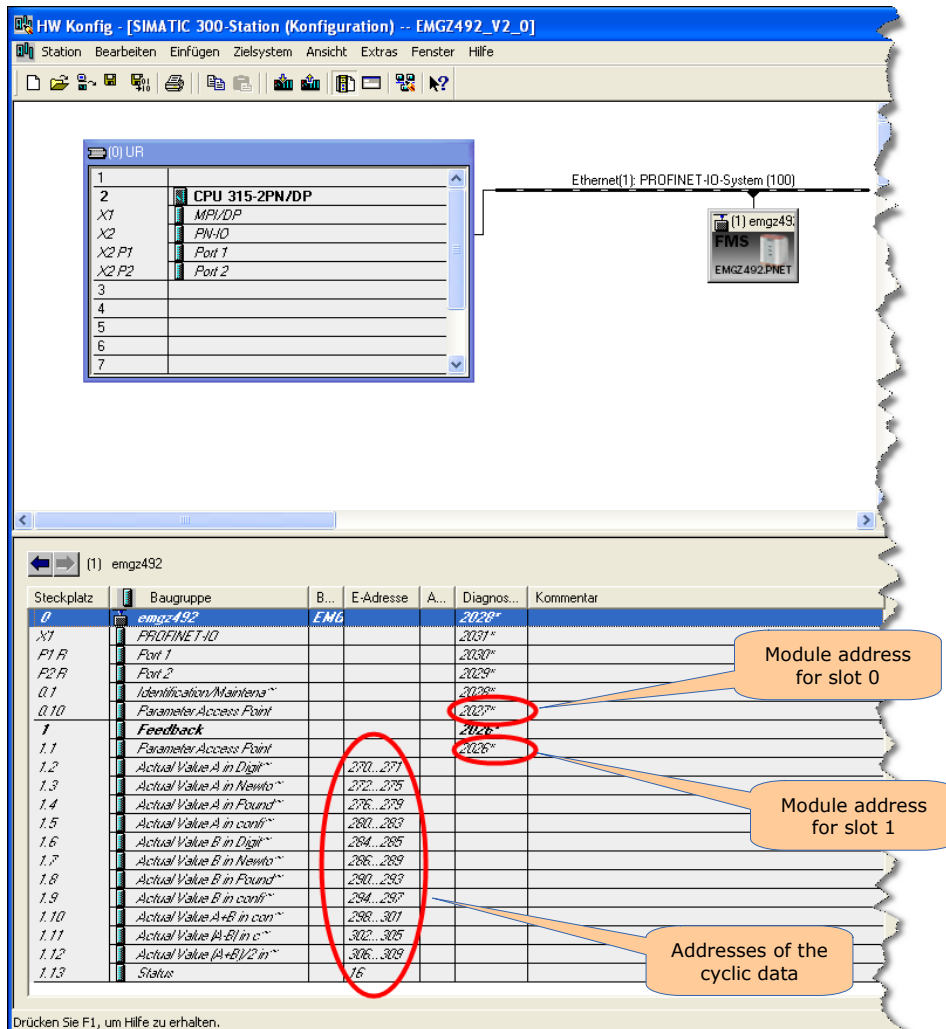 HW Konfig - [SIMATIC 300-Station (Konfiguration) -- EMGZ492_V2_0]
Station Bearbeiten Einfügen Zielsystem Ansicht Extras Fenster Hilfe
(0) UR
1
2 CPU 315-2PN/DP
X1 MPI/DP
X2 PN-IO
X2 P1 Port 1
X2 P2 Port 2
3
4
5
6
7
Ethernet(1): PROFINET-IO-System (100)
(1) emgz492
FMS
EMGZ492.PNET
(1) emgz492
Steckplatz Baugruppe B... E-Adresse A... Diagnos... Kommentar
0 emgz492 EMG 2028*
X1 PROFINET-IO 2031*
P1 R Port 1 2030*
P2 R Port 2 2029*
0.1 Identification/Maintena~ 2028*
0.10 Parameter Access Point 2027*
1 Feedback 2026*
1.1 Parameter Access Point 2026*
1.2 Actual Value A in Digit~ 270...271
1.3 Actual Value A in Newto~ 272...275
1.4 Actual Value A in Pound~ 276...279
1.5 Actual Value A in confi~ 280...283
1.6 Actual Value B in Digit~ 284...285
1.7 Actual Value B in Newto~ 286...289
1.8 Actual Value B in Pound~ 290...293
1.9 Actual Value B in confi~ 294...297
1.10 Actual Value A+B in con~ 298...301
1.11 Actual Value |A-B| in c~ 302...305
1.12 Actual Value (A+B)/2 in~ 306...309
1.13 Status 16
Module address
for slot 0
Module address
for slot 1
Addresses of the
cyclic data
Drücken Sie F1, um Hilfe zu erhalten.